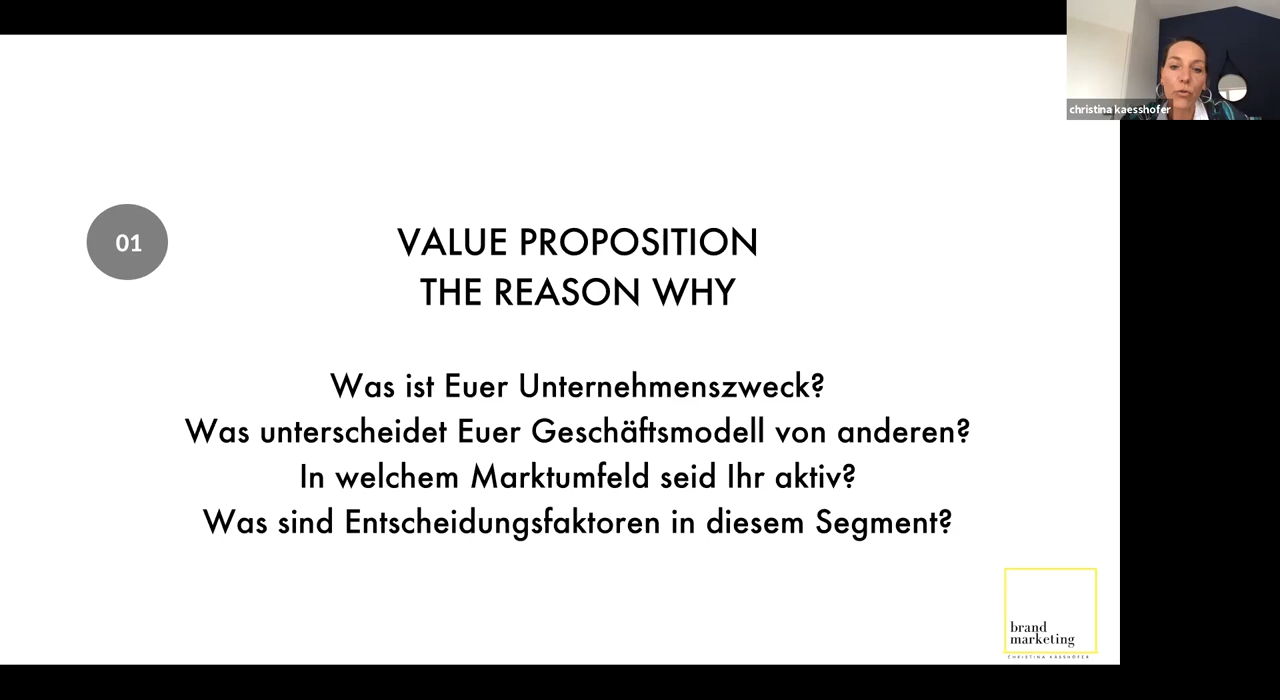 christina kaesshofer
01
VALUE PROPOSITION
THE REASON WHY
Was ist Euer Unternehmenszweck?
Was unterscheidet Euer Geschäftsmodell von anderen?
In welchem Marktumfeld seid Ihr aktiv?
Was sind Entscheidungsfaktoren in diesem Segment?
brand
marketing
CHRISTINA KÄSSHÖFER